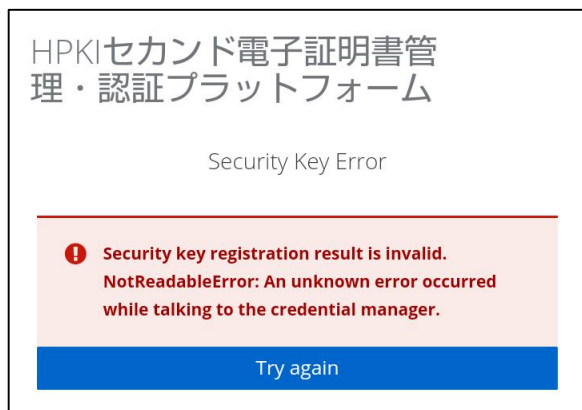 HPKIセカンド電子証明書管
理・認証プラットフォーム
Security Key Error
Security key registration result is invalid.
NotReadableError: An unknown error occurred
while talking to the credential manager.
Try again